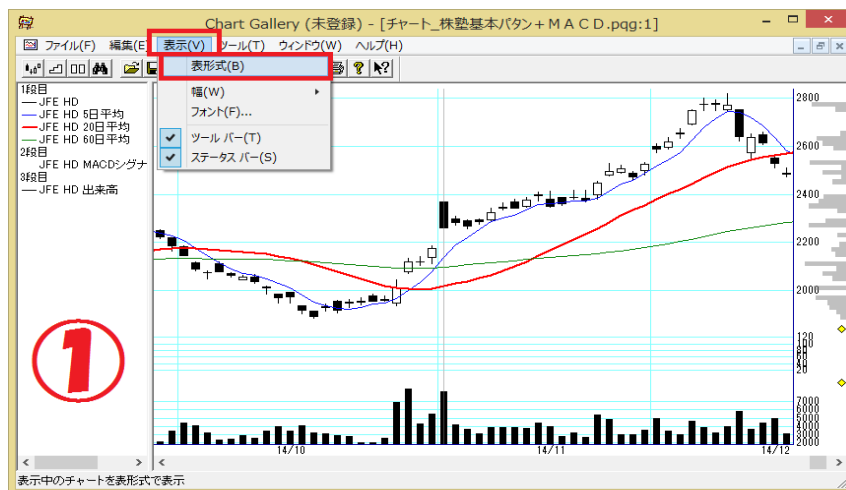 Chart Gallery (未登録) - [チャート_株塾基本パタン+ＭＡＣＤ.pqg:1]
ファイル(F) 編集(E 表示(V) ツール(T) ウィンドウ(W) ヘルプ(H)
表形式(B)
幅(W)
フォント(F)...
ツール バー(T)
ステータス バー(S)
1段目
JFE HD
JFE HD 5日平均
JFE HD 20日平均
JFE HD 60日平均
2段目
JFE HD MACDシグナ
3段目
JFE HD 出来高
①
2800
2600
2400
2200
2000
120
100
80
60
40
20
7000
6000
5000
4000
3000
2000
14/10 14/11 14/12
表示中のチャートを表形式で表示